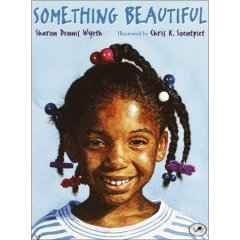 SOMETHING BEAUTIFUL
Sharon Dennis Wyeth Illustrated by Chris K. Soentpiet